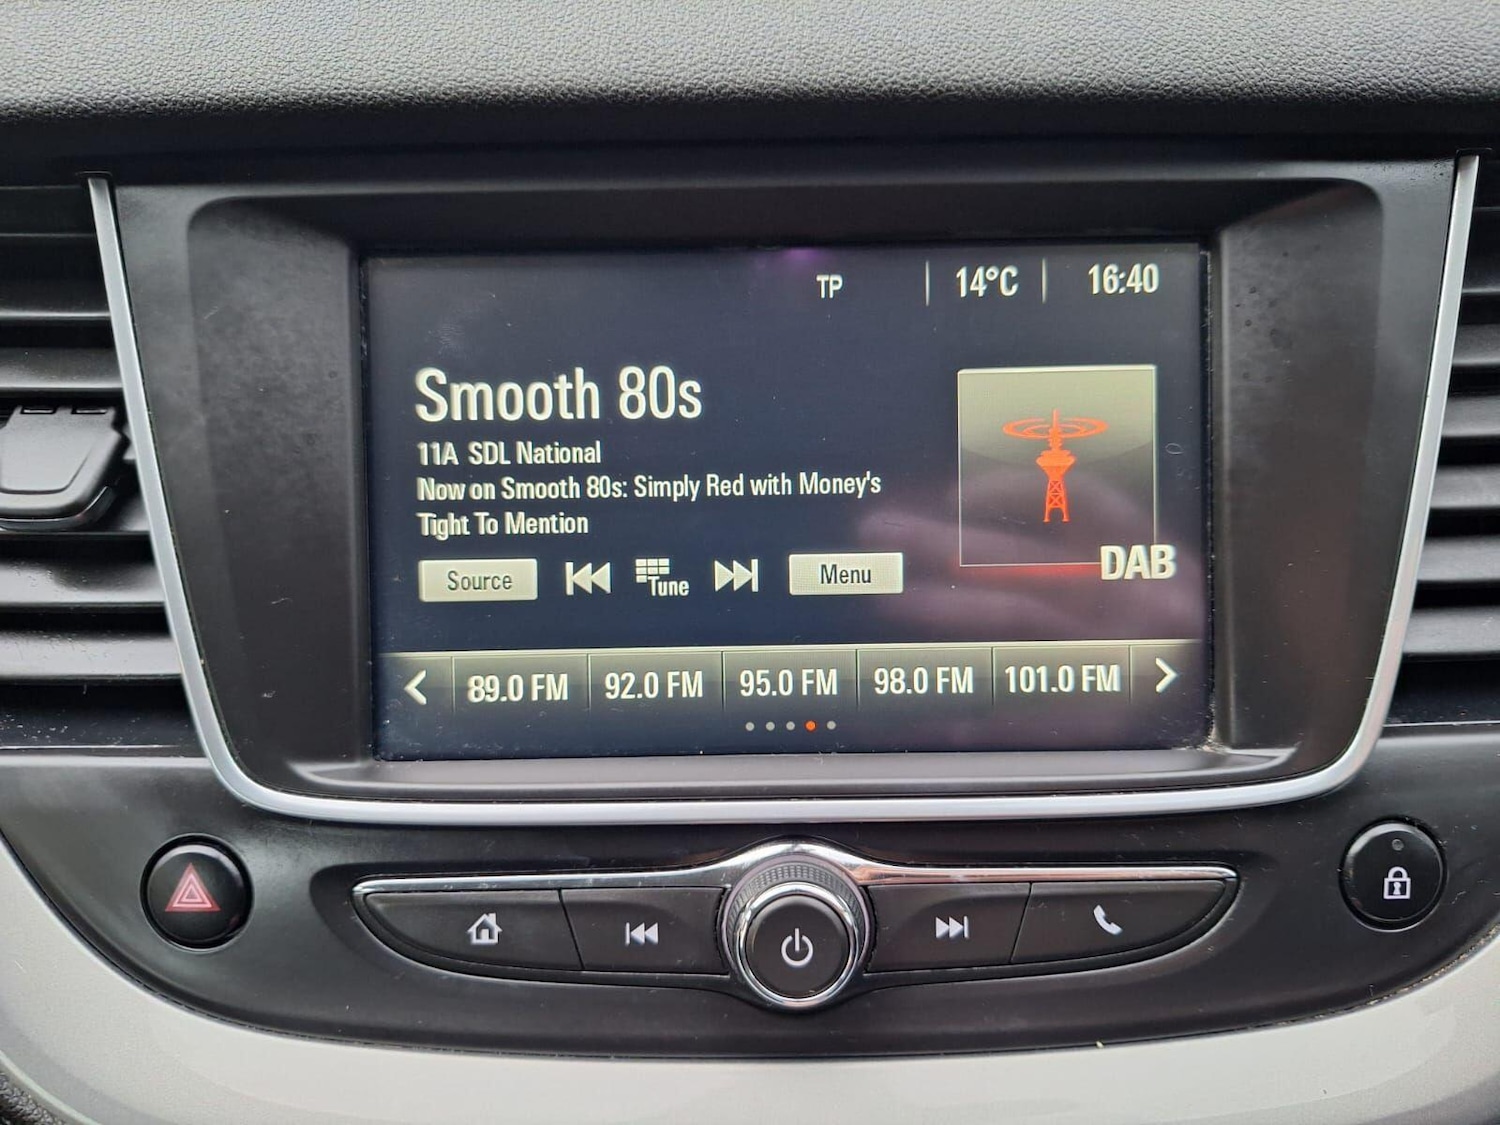 TP 14°C 16:40
Smooth 80s
11A SDL National
Now on Smooth 80s: Simply Red with Money's
Tight To Mention
DAB
Source Tune Menu
89.0 FM 92.0 FM 95.0 FM 98.0 FM 101.0 FM